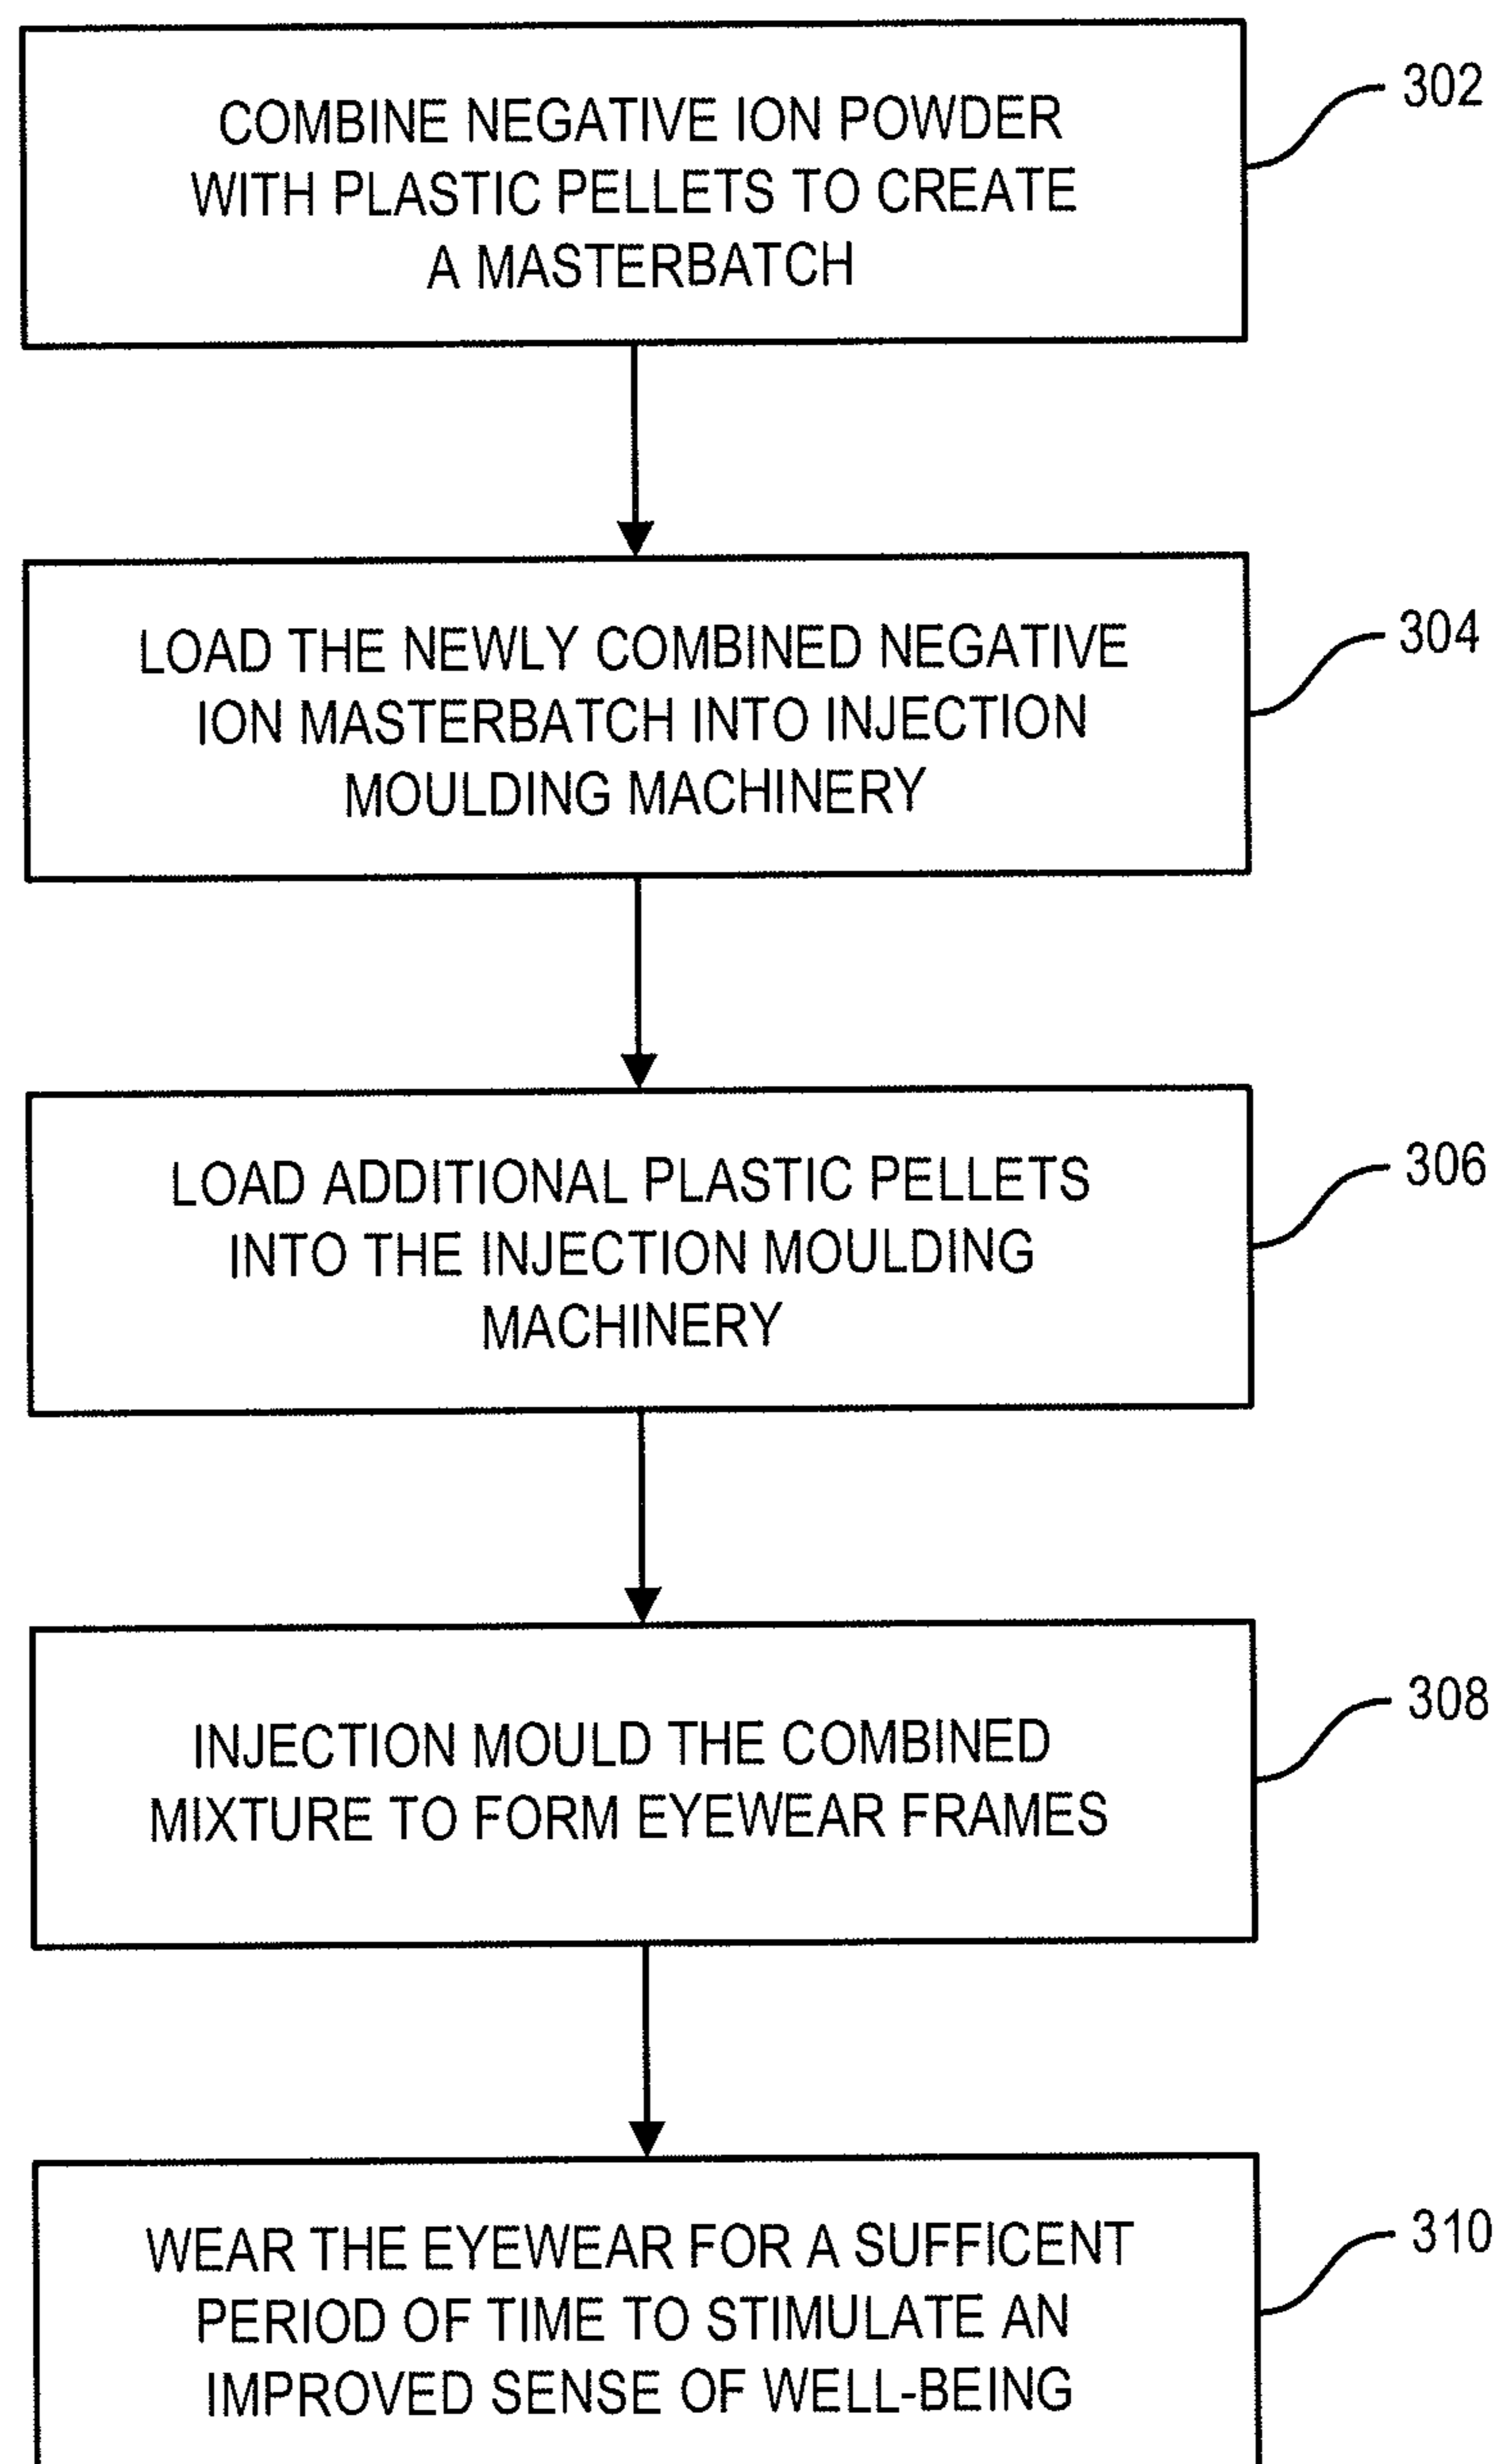 COMBINE NEGATIVE ION POWDER
WITH PLASTIC PELLETS TO CREATE
A MASTERBATCH
302
LOAD THE NEWLY COMBINED NEGATIVE
ION MASTERBATCH INTO INJECTION
MOULDING MACHINERY
304
LOAD ADDITIONAL PLASTIC PELLETS
INTO THE INJECTION MOULDING
MACHINERY
306
INJECTION MOULD THE COMBINED
MIXTURE TO FORM EYEWEAR FRAMES
308
WEAR THE EYEWEAR FOR A SUFFICENT
PERIOD OF TIME TO STIMULATE AN
IMPROVED SENSE OF WELL-BEING
310